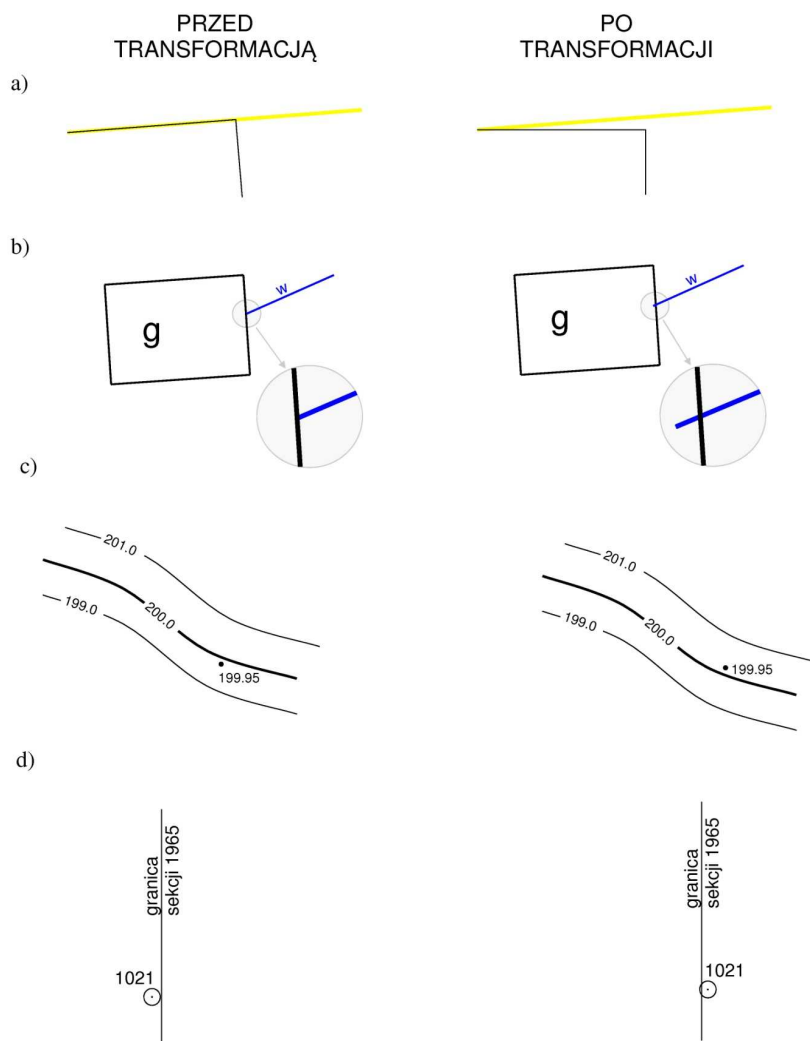 PRZED
TRANSFORMACJĄ
PO
TRANSFORMACJI
a)
b)
g
w
g
w
c)
201.0
200.0
199.0
199.95
201.0
200.0
199.0
199.95
d)
granica
sekcji 1965
1021
granica
sekcji 1965
1021